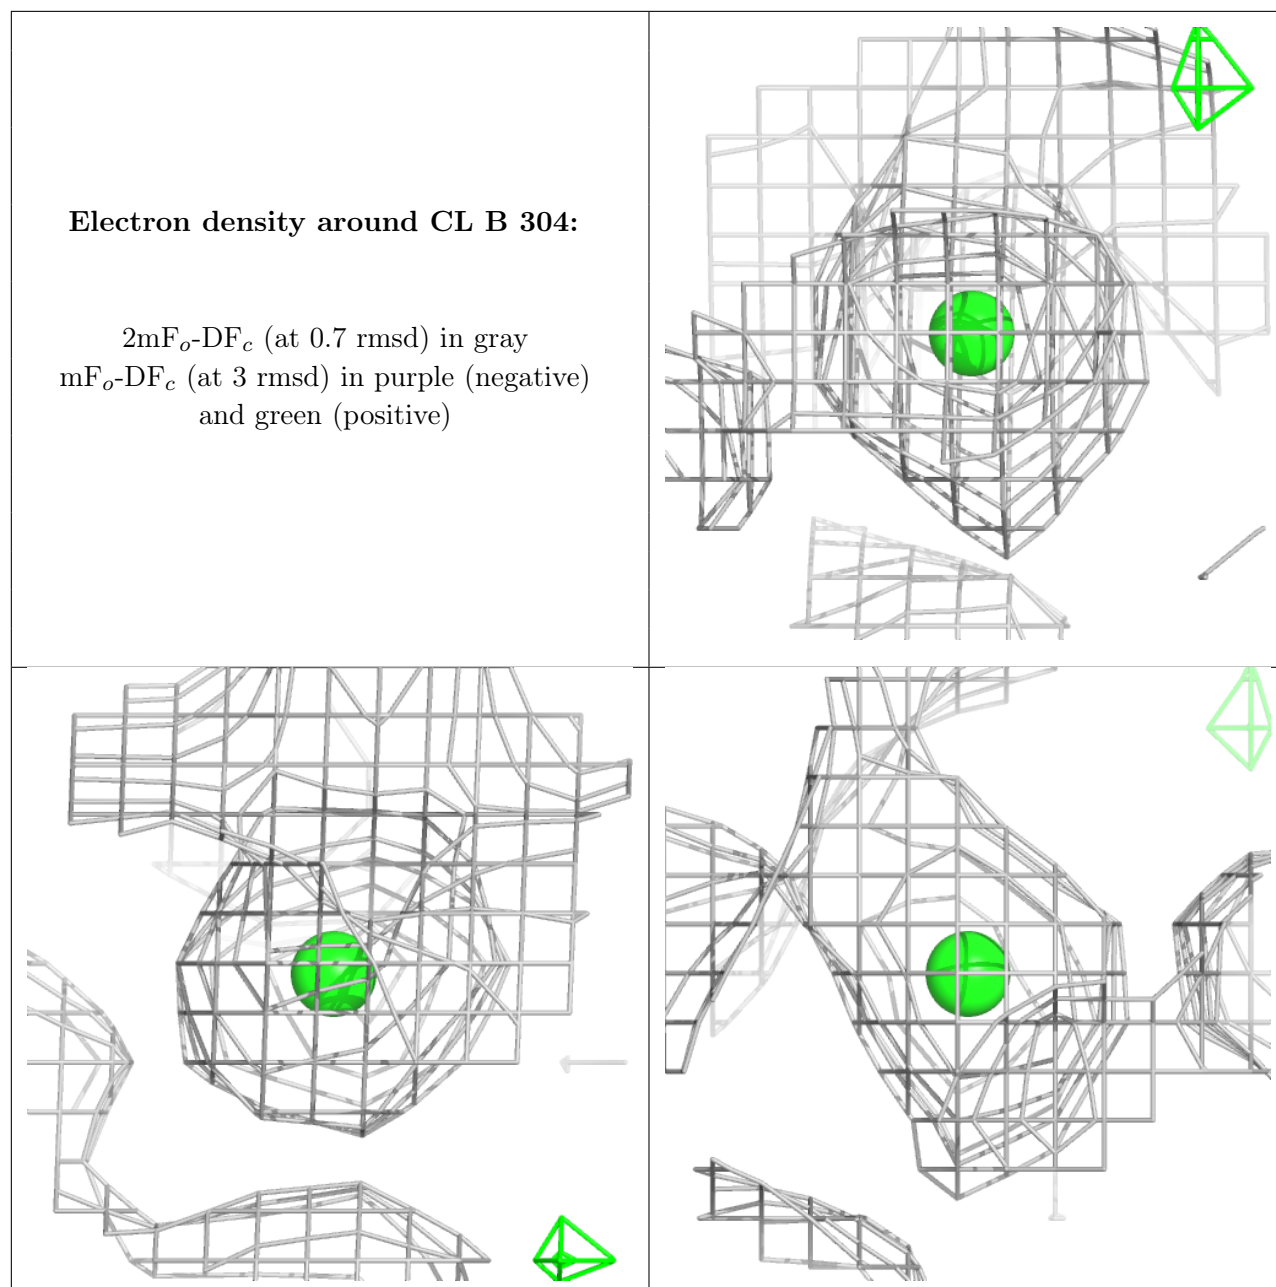 Electron density around CL B 304:
2mFo-DFc (at 0.7 rmsd) in gray
mFo-DFc (at 3 rmsd) in purple (negative)
and green (positive)